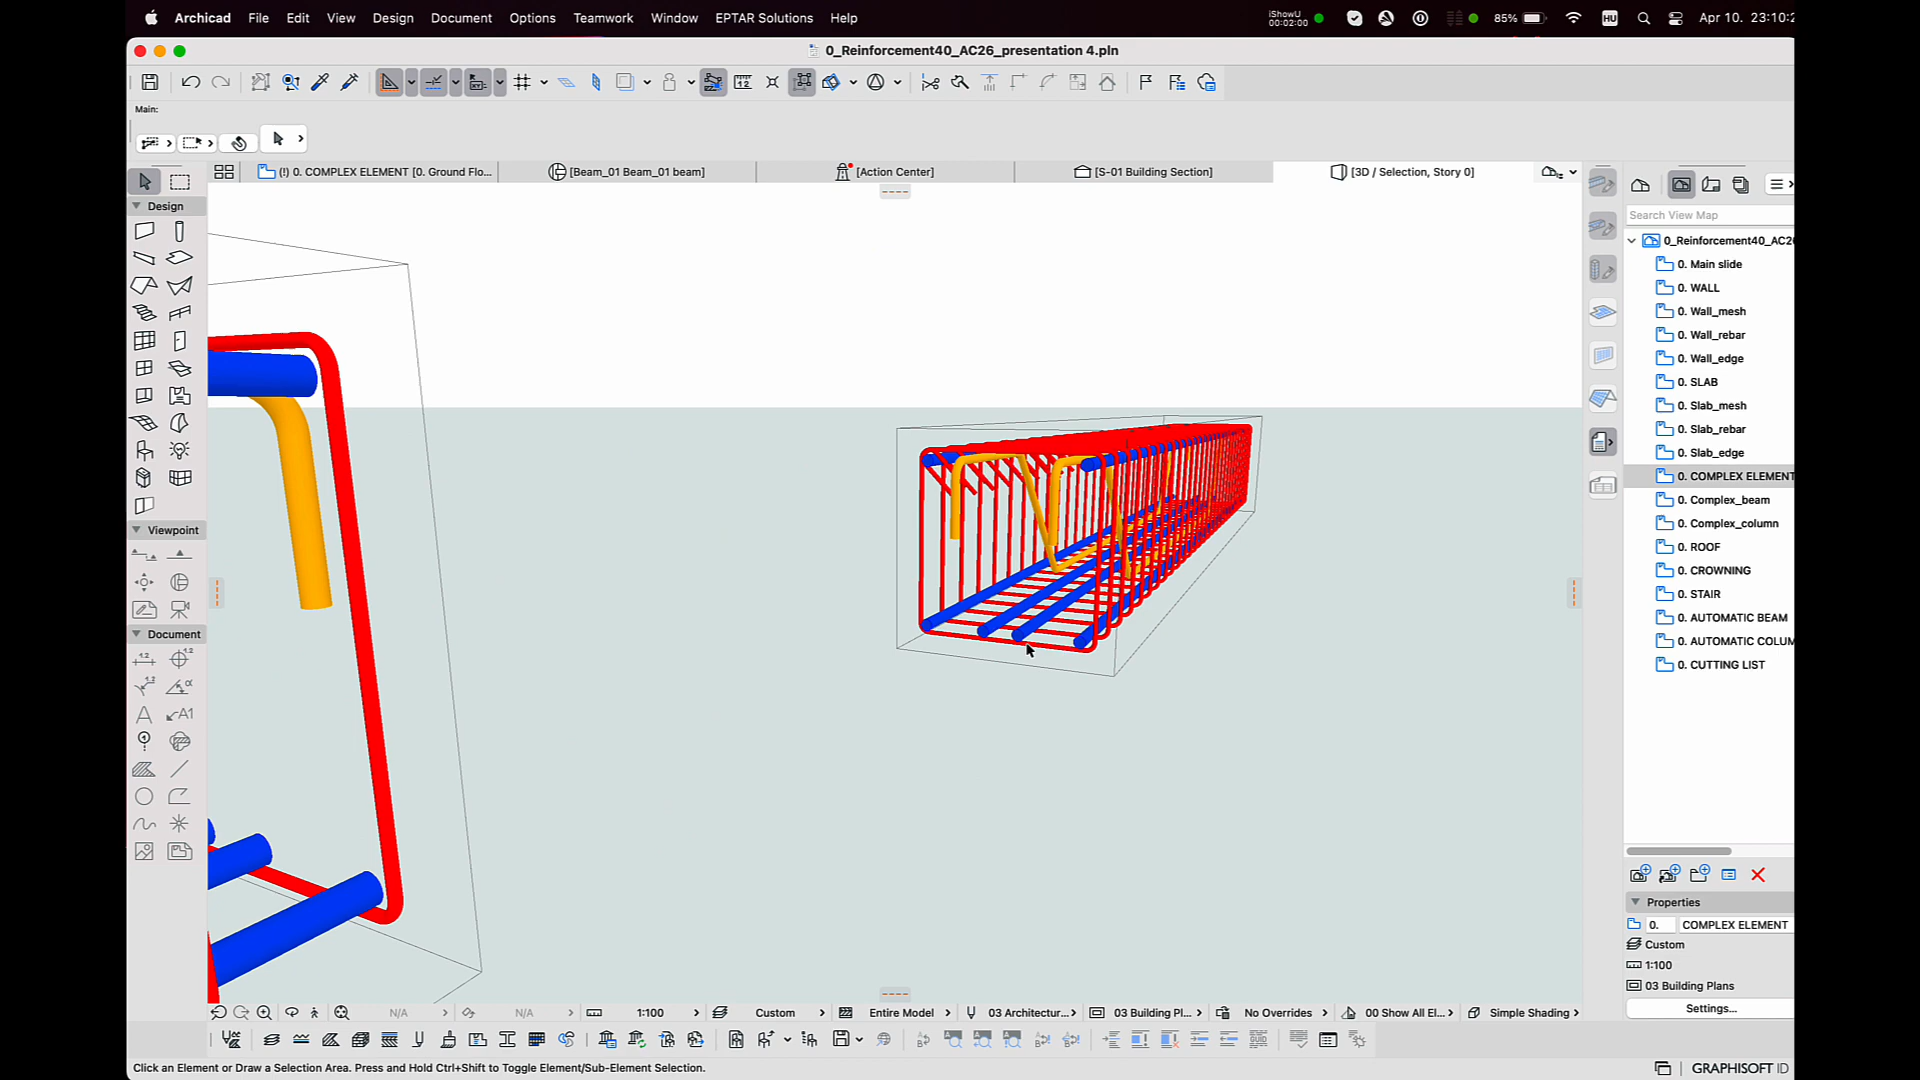 Archicad File Edit View Design Document Options Teamwork Window EPTAR Solutions Help
iShowU
00:02:00
85%
HU
Apr 10. 23:10:2
0_Reinforcement40_AC26_presentation 4.pln
Main:
(!) 0. COMPLEX ELEMENT [0. Ground Flo...
[Beam_01 Beam_01 beam]
[Action Center]
[S-01 Building Section]
[3D / Selection, Story 0]
Design
Viewpoint
Document
Search View Map
0_Reinforcement40_AC26
0. Main slide
0. WALL
0. Wall_mesh
0. Wall_rebar
0. Wall_edge
0. SLAB
0. Slab_mesh
0. Slab_rebar
0. Slab_edge
0. COMPLEX ELEMENT
0. Complex_beam
0. Complex_column
0. ROOF
0. CROWNING
0. STAIR
0. AUTOMATIC BEAM
0. AUTOMATIC COLUM
0. CUTTING LIST
Properties
0. COMPLEX ELEMENT
Custom
1:100
03 Building Plans
Settings...
N/A
N/A
1:100
Custom
Entire Model
03 Architectur...
03 Building Pl...
No Overrides
00 Show All El...
Simple Shading
Click an Element or Draw a Selection Area. Press and Hold Ctrl+Shift to Toggle Element/Sub-Element Selection.
GRAPHISOFT ID